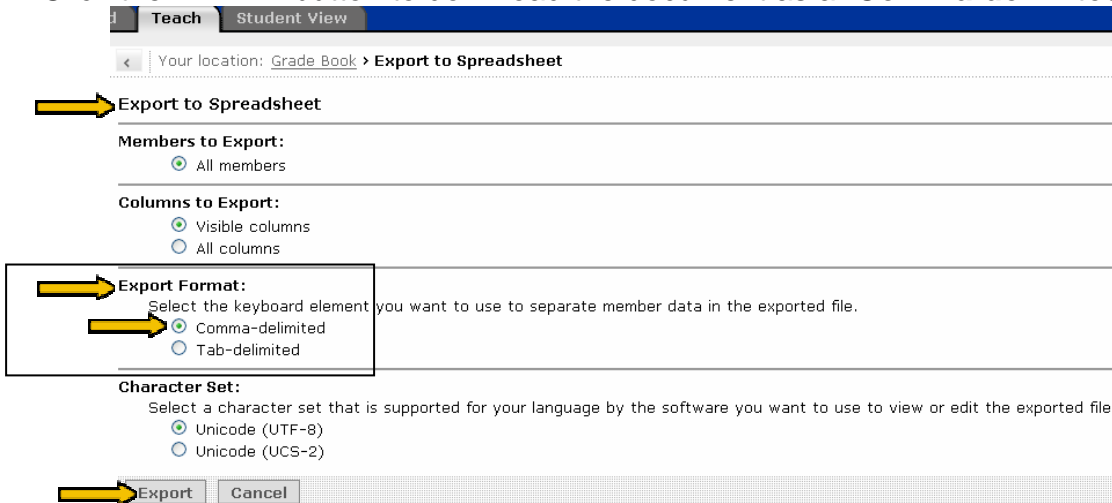 Teach Student View
Your location: Grade Book › Export to Spreadsheet
Export to Spreadsheet
Members to Export:
All members
Columns to Export:
Visible columns
All columns
Export Format:
Select the keyboard element you want to use to separate member data in the exported file.
Comma-delimited
Tab-delimited
Character Set:
Select a character set that is supported for your language by the software you want to use to view or edit the exported file
Unicode (UTF-8)
Unicode (UCS-2)
Export Cancel